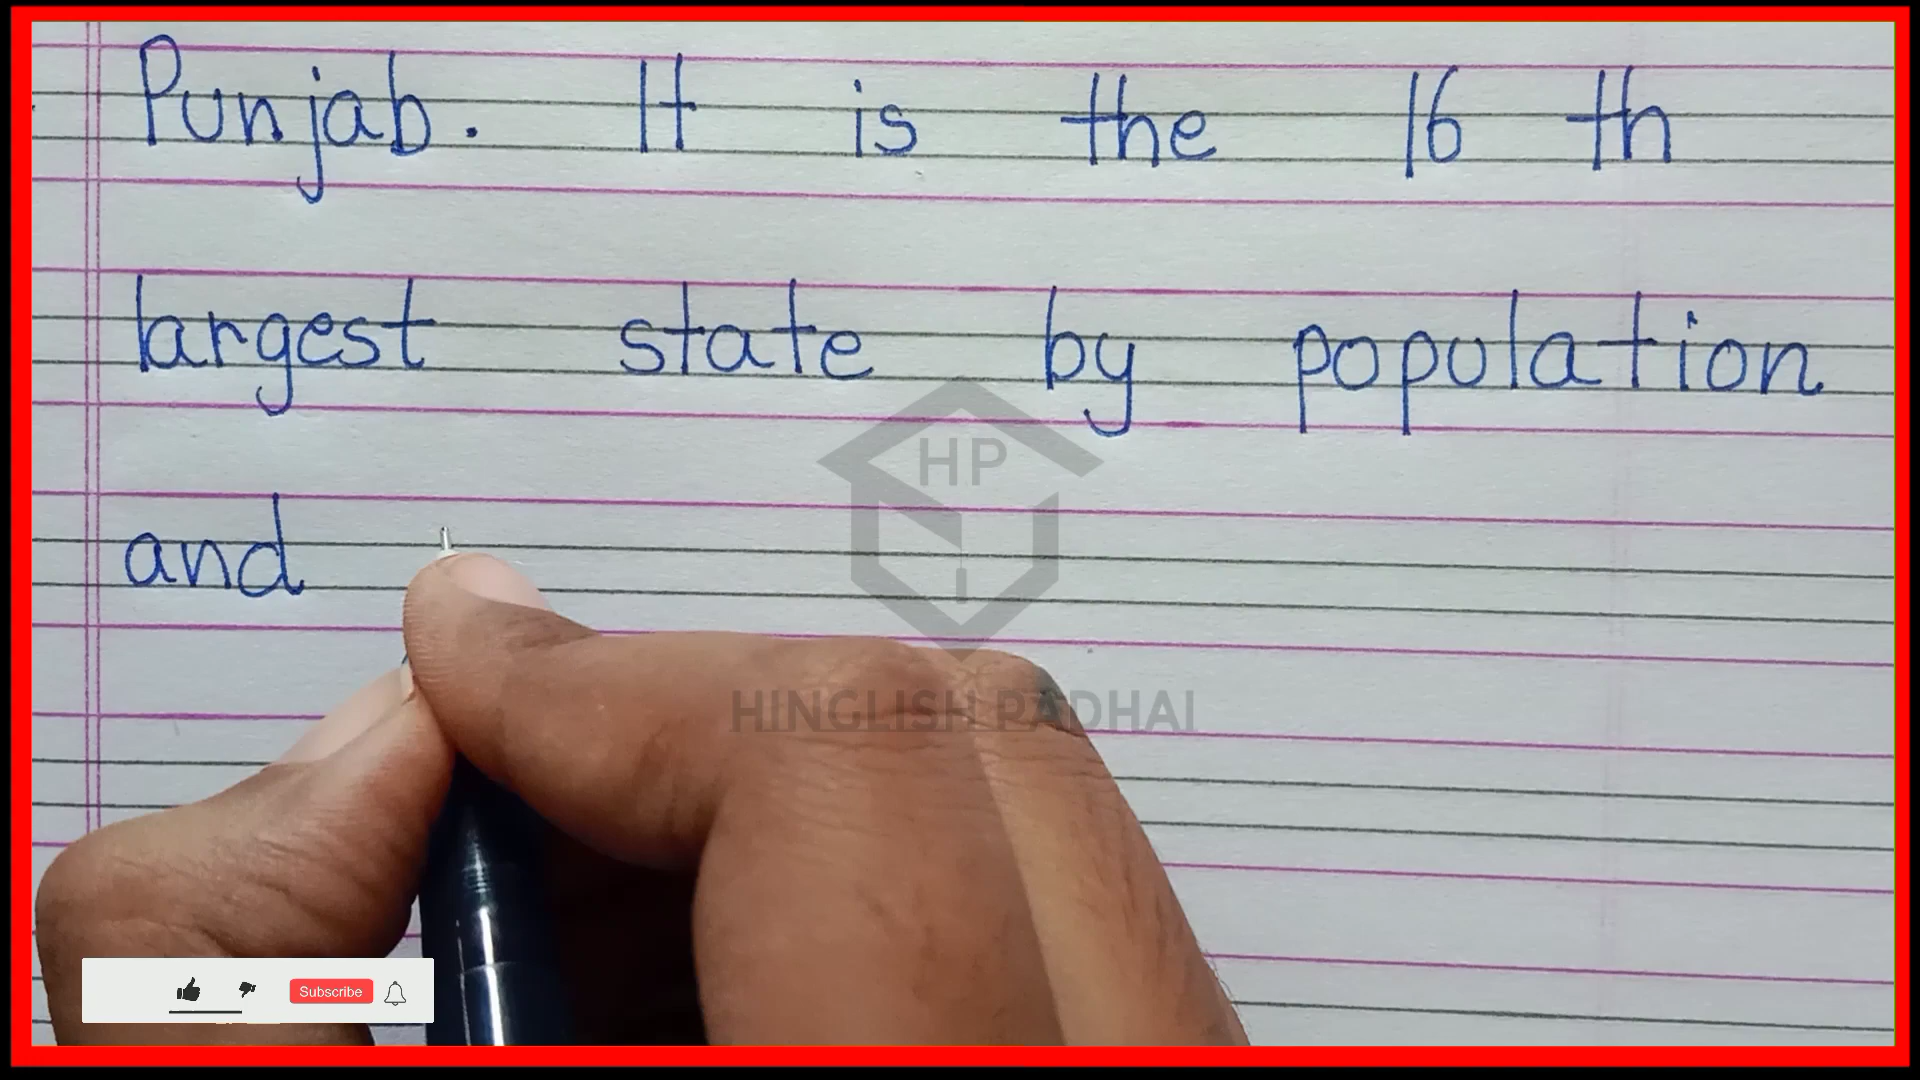 Punjab. It is the 16 th
largest state by population
and
HP
I
HINGLISH PADHAI
Subscribe